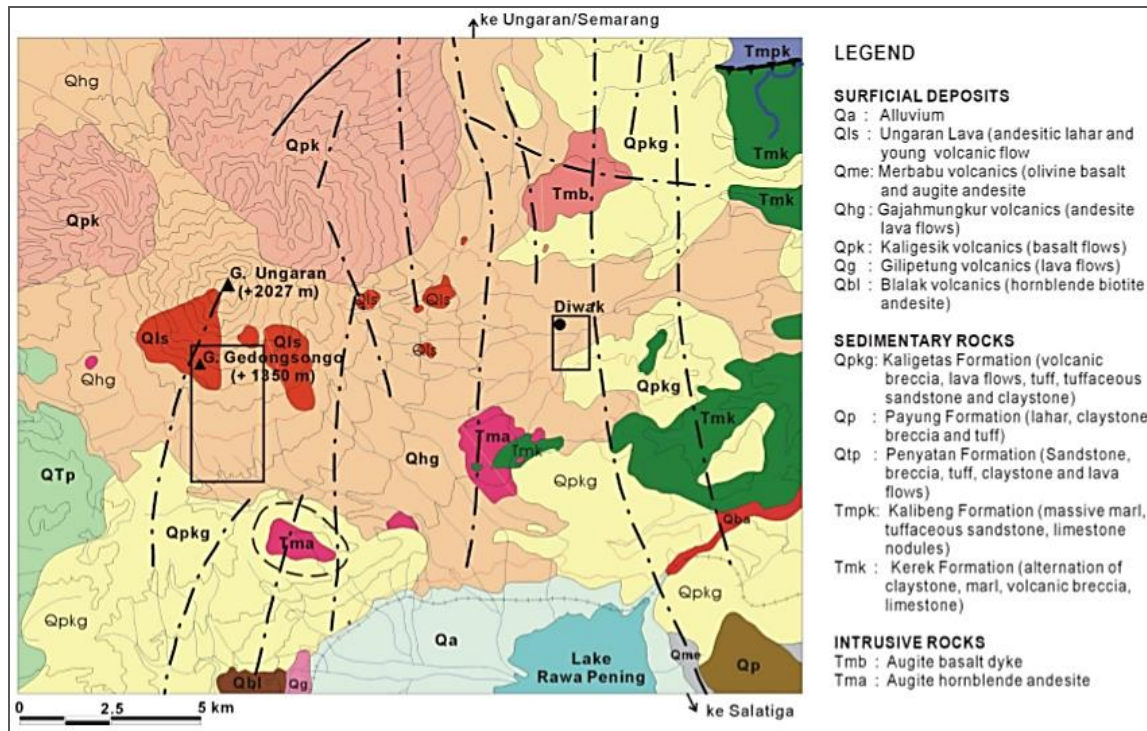 ke Ungaran/Semarang
Qhg
Qpk
Qpkg
Tmpk
Tmk
Tmb
Tmk
Qpk
G. Ungaran
(+2027 m)
Qls
Qls
Diwak
Qls
Qls
G. Gedongsongo
(+ 1350 m)
Qls
Qhg
Qpkg
Tmk
Tma
Tmk
Qhg
QTp
Qpkg
Qpkg
Qba
Tma
Qpkg
Qpkg
Qa
Lake
Rawa Pening
Qme
Qp
Qbl
Qg
0 2.5 5 km
ke Salatiga
LEGEND
SURFICIAL DEPOSITS
Qa : Alluvium
Qls : Ungaran Lava (andesitic lahar and
young volcanic flow
Qme: Merbabu volcanics (olivine basalt
and augite andesite
Qhg : Gajahmungkur volcanics (andesite
lava flows)
Qpk : Kaligesik volcanics (basalt flows)
Qg : Gilipetung volcanics (lava flows)
Qbl : Blalak volcanics (hornblende biotite
andesite)
SEDIMENTARY ROCKS
Qpkg: Kaligetas Formation (volcanic
breccia, lava flows, tuff, tuffaceous
sandstone and claystone)
Qp : Payung Formation (lahar, claystone
breccia and tuff)
Qtp : Penyatan Formation (Sandstone,
breccia, tuff, claystone and lava
flows)
Tmpk: Kalibeng Formation (massive marl,
tuffaceous sandstone, limestone
nodules)
Tmk : Kerek Formation (alternation of
claystone, marl, volcanic breccia,
limestone)
INTRUSIVE ROCKS
Tmb : Augite basalt dyke
Tma : Augite hornblende andesite